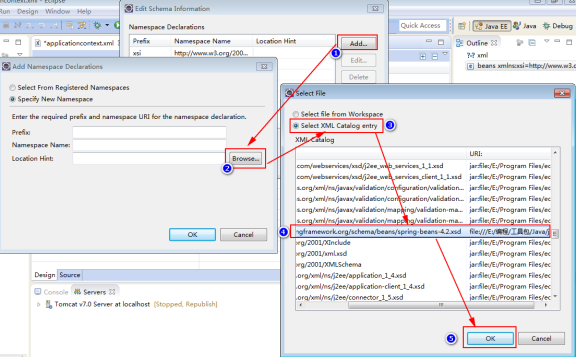 Eclipse
Run Design Window Help
Quick Access
Java EE
Java
Debug
*applicationcontext.xml
Outline
?=? xml
beans xmlns:xsi=http://www.w3.o
Edit Schema Information
Namespace Declarations
Prefix Namespace Name Location Hint
xsi http://www.w3.org/200...
Add...
Edit...
Delete
1
Add Namespace Declarations
Select From Registered Namespaces
Specify New Namespace
Enter the required prefix and namespace URI for the namespace declaration.
Prefix:
Namespace Name:
Location Hint:
Browse...
2
OK Cancel
Select File
Select file from Workspace
Select XML Catalog entry
3
XML Catalog
URI:
com/webservices/xsd/j2ee_web_services_1_1.xsd jar:file:/E:/Program Files/ec
com/webservices/xsd/j2ee_web_services_client_1_1.xsd jar:file:/E:/Program Files/ec
s.org/xml/ns/javax/validation/configuration/validation... jar:file:/E:/Program Files/ec
s.org/xml/ns/javax/validation/configuration/validation... jar:file:/E:/Program Files/ec
s.org/xml/ns/javax/validation/mapping/validation-ma... jar:file:/E:/Program Files/ec
s.org/xml/ns/javax/validation/mapping/validation-ma... jar:file:/E:/Program Files/ec
4
ngframework.org/schema/beans/spring-beans-4.2.xsd file:///E:/编程/工具包/Java/j
org/2001/XInclude jar:file:/E:/Program Files/ec
org/2001/xml.xsd jar:file:/E:/Program Files/ec
org/2001/XMLSchema jar:file:/E:/Program Files/ec
.org/xml/ns/j2ee/application_1_4.xsd jar:file:/E:/Program Files/ec
.org/xml/ns/j2ee/application-client_1_4.xsd jar:file:/E:/Program Files/ec
.org/xml/ns/j2ee/connector_1_5.xsd jar:file:/E:/Program Files/ec
5
OK Cancel
Design Source
Console Servers
Tomcat v7.0 Server at localhost [Stopped, Republish]